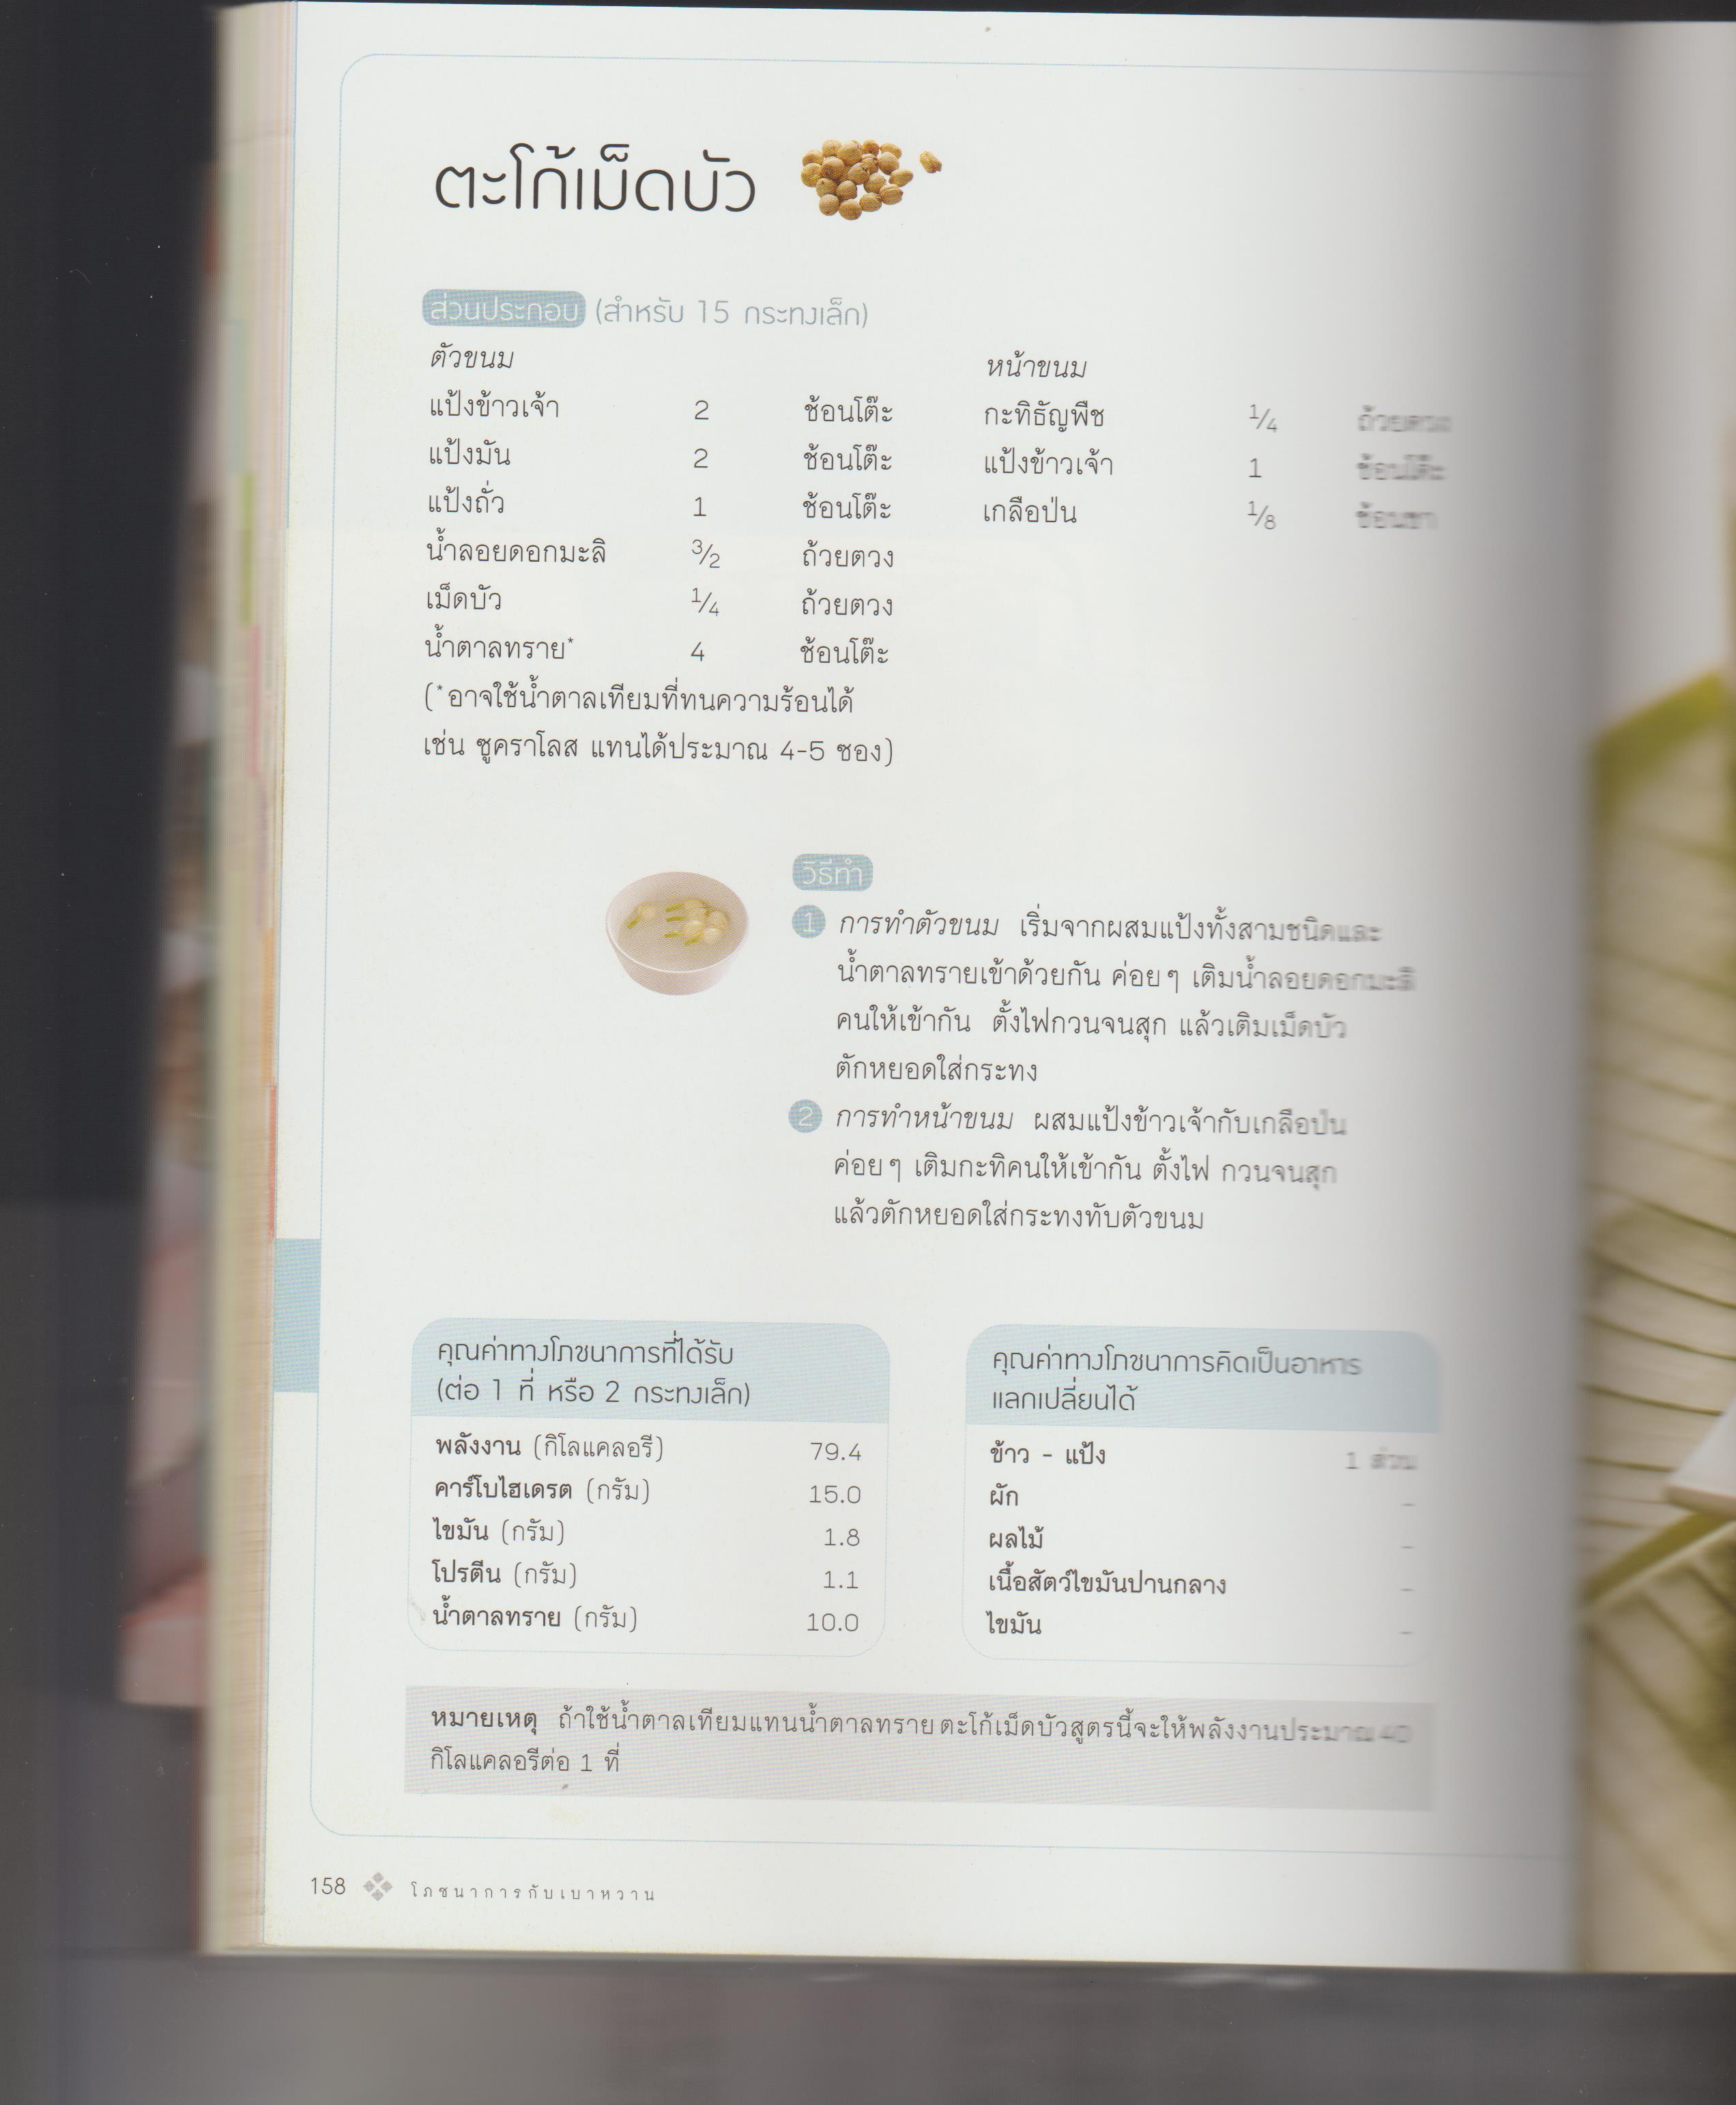 ตะโก้เม็ดบัว
ส่วนประกอบ (สำหรับ 15 กระทงเล็ก)
ตัวขนม
แป้งข้าวเจ้า 2 ช้อนโต๊ะ
แป้งมัน 2 ช้อนโต๊ะ
แป้งถั่ว 1 ช้อนโต๊ะ
น้ำลอยดอกมะลิ 3/2 ถ้วยตวง
เม็ดบัว 1/4 ถ้วยตวง
น้ำตาลทราย* 4 ช้อนโต๊ะ
(*อาจใช้น้ำตาลเทียมที่ทนความร้อนได้
เช่น ซูคราโลส แทนได้ประมาณ 4-5 ซอง)
หน้าขนม
กะทิธัญพืช 1/4 ถ้วยตวง
แป้งข้าวเจ้า 1 ช้อนโต๊ะ
เกลือป่น 1/8 ช้อนชา
วิธีทำ
1 การทำตัวขนม เริ่มจากผสมแป้งทั้งสามชนิดและ
น้ำตาลทรายเข้าด้วยกัน ค่อยๆ เติมน้ำลอยดอกมะลิ
คนให้เข้ากัน ตั้งไฟกวนจนสุก แล้วเติมเม็ดบัว
ตักหยอดใส่กระทง
2 การทำหน้าขนม ผสมแป้งข้าวเจ้ากับเกลือป่น
ค่อยๆ เติมกะทิคนให้เข้ากัน ตั้งไฟ กวนจนสุก
แล้วตักหยอดใส่กระทงทับตัวขนม
คุณค่าทางโภชนาการที่ได้รับ
(ต่อ 1 ที่ หรือ 2 กระทงเล็ก)
พลังงาน (กิโลแคลอรี) 79.4
คาร์โบไฮเดรต (กรัม) 15.0
ไขมัน (กรัม) 1.8
โปรตีน (กรัม) 1.1
น้ำตาลทราย (กรัม) 10.0
คุณค่าทางโภชนาการคิดเป็นอาหาร
แลกเปลี่ยนได้
ข้าว - แป้ง 1 ส่วน
ผัก -
ผลไม้ -
เนื้อสัตว์ไขมันปานกลาง -
ไขมัน -
หมายเหตุ ถ้าใช้น้ำตาลเทียมแทนน้ำตาลทราย ตะโก้เม็ดบัวสูตรนี้จะให้พลังงานประมาณ 40
กิโลแคลอรีต่อ 1 ที่
158 โภชนาการกับเบาหวาน